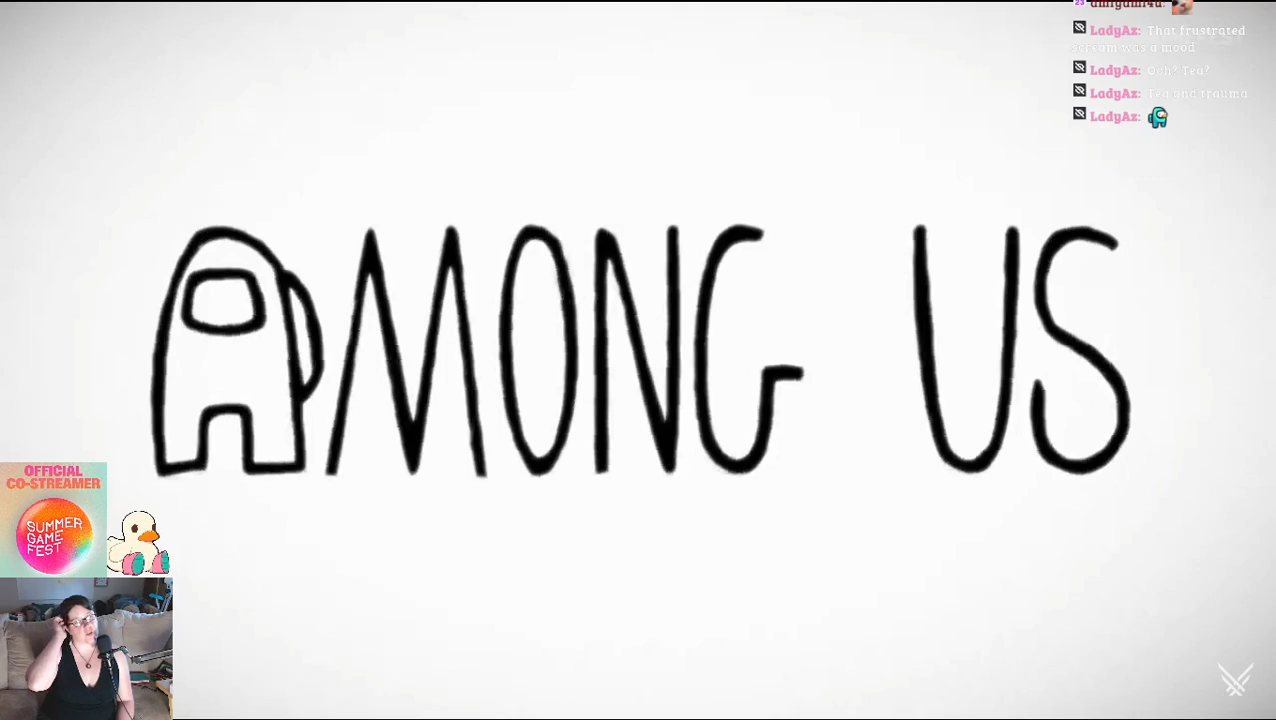 amiyumi4u:
LadyAz: That frustrated
scream was a mood
LadyAz: Ooh? Tea?
LadyAz: Tea and trauma
LadyAz:
AMONG US
OFFICIAL
CO-STREAMER
SUMMER
GAME
FEST